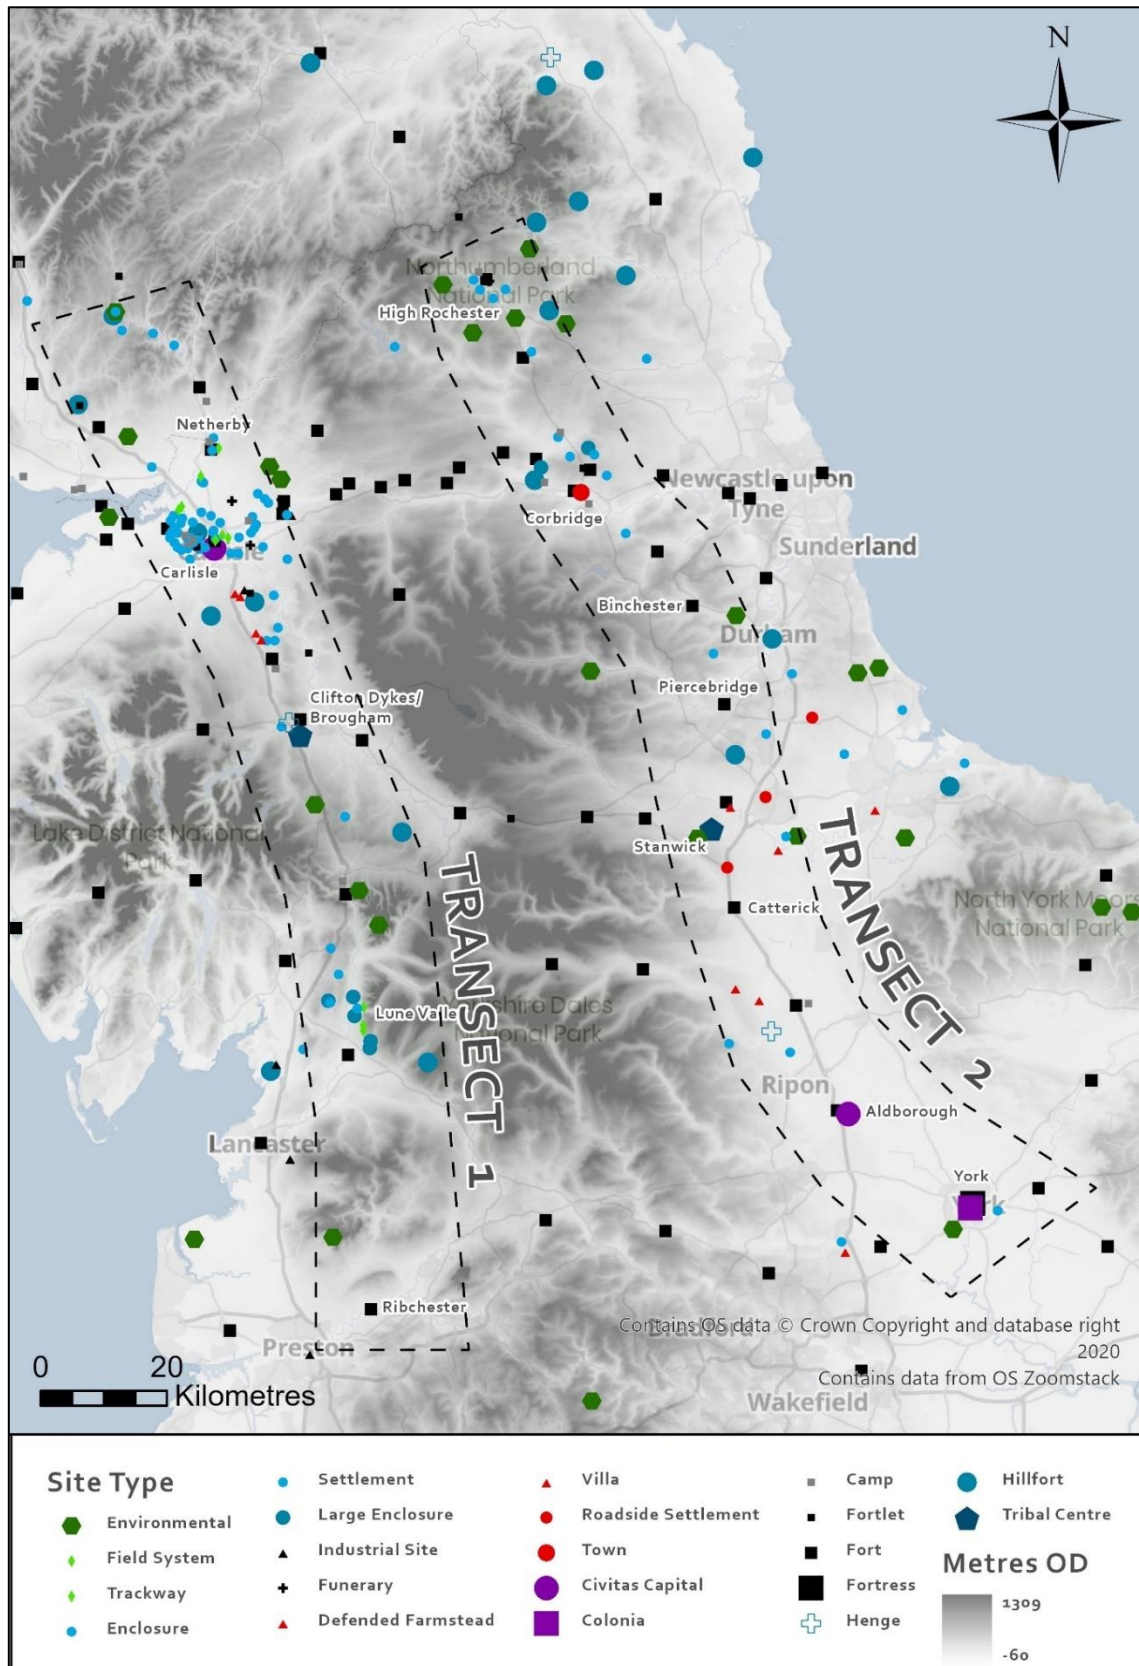 N
Northumberland
National Park
High Rochester
Netherby
Newcastle upon
Tyne
Corbridge
Sunderland
Carlisle
Binchester
Durham
Piercebridge
Clifton Dykes/
Brougham
Lake District National
Park
TRANSECT 1
Stanwick
TRANSECT 2
Catterick
North York Moors
National Park
Lune Valle
shire Dales
National Park
Ripon
Aldborough
Lancaster
York
Ribchester
Preston
Bradford
Contains OS data © Crown Copyright and database right
2020
Contains data from OS Zoomstack
Wakefield
0 20
Kilometres
Site Type
Environmental
Field System
Trackway
Enclosure
Settlement
Large Enclosure
Industrial Site
Funerary
Defended Farmstead
Villa
Roadside Settlement
Town
Civitas Capital
Colonia
Camp
Fortlet
Fort
Fortress
Henge
Hillfort
Tribal Centre
Metres OD
1309
-60